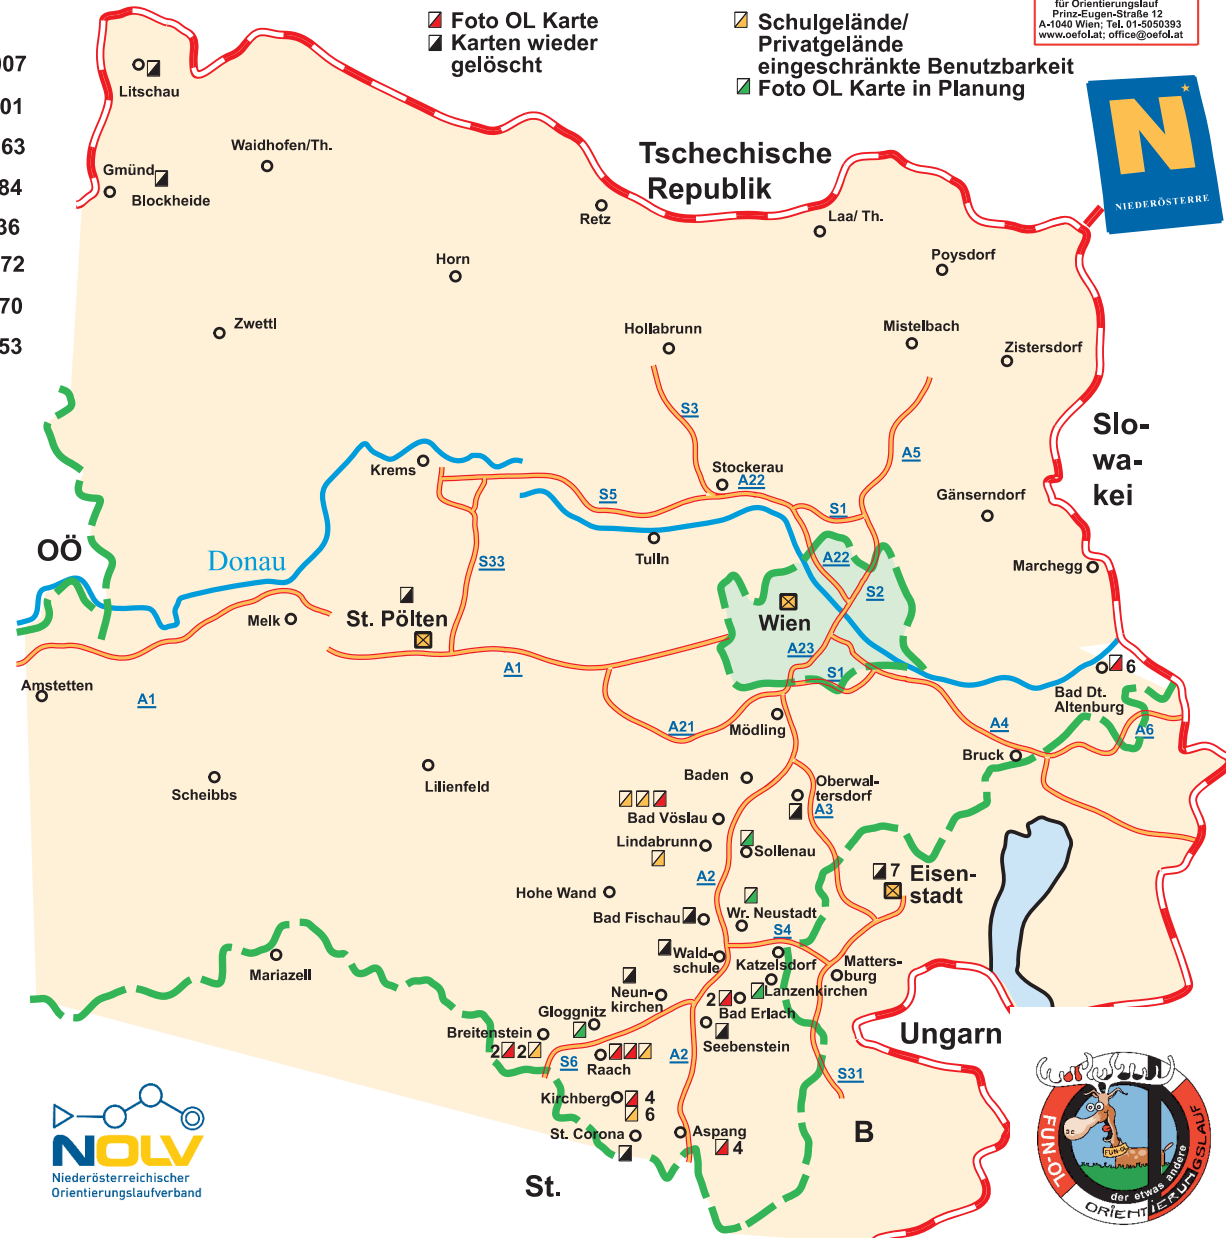 Foto OL Karte
Karten wieder
gelöscht
Schulgelände/
Privatgelände
eingeschränkte Benutzbarkeit
Foto OL Karte in Planung
für Orientierungslauf
Prinz-Eugen-Straße 12
A-1040 Wien; Tel. 01-5050393
www.oefol.at; office@oefol.at
N
NIEDERÖSTERRE
007
01
63
84
36
72
70
53
Litschau
Waidhofen/Th.
Gmünd
Blockheide
Tschechische
Republik
Retz
Laa/ Th.
Poysdorf
Horn
Zwettl
Hollabrunn
Mistelbach
Zistersdorf
S3
Slo-
wa-
kei
A5
Krems
Stockerau
A22
S5
S1
Gänserndorf
OÖ
Donau
S33
Tulln
A22
S2
Marchegg
Melk
St. Pölten
Wien
A23
S1
A1
6
Amstetten
A1
Bad Dt.
Altenburg
A21
Mödling
A4
A6
Bruck
Scheibbs
Lilienfeld
Baden
Oberwal-
tersdorf
A3
Bad Vöslau
Lindabrunn
Sollenau
A2
7
Eisen-
stadt
Hohe Wand
Bad Fischau
Wr. Neustadt
S4
Mariazell
Wald-
schule
Katzelsdorf
Matters-
burg
Neun-
kirchen
Lanzenkirchen
2
Bad Erlach
Gloggnitz
Breitenstein
Seebenstein
Ungarn
2 2
S6
Raach
A2
S31
Kirchberg
4
6
St. Corona
Aspang
4
B
St.
NOLV
Niederösterreichischer
Orientierungslaufverband
FUN-OL
FUN-OL
der etwas andere
ORIENTIERUNGSLAUF